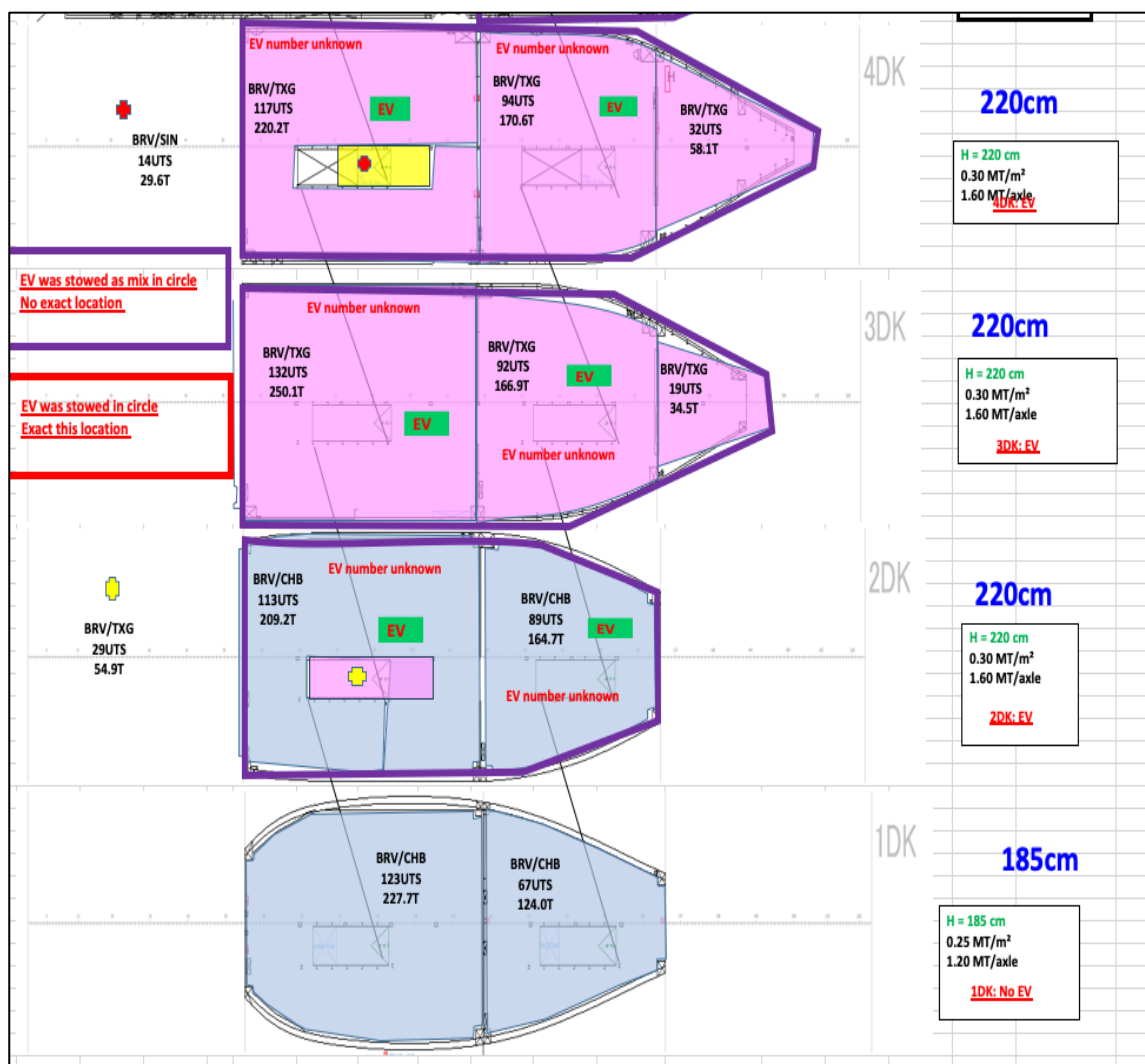 EV number unknown
EV number unknown
BRV/TXG
117UTS
220.2T
EV
BRV/TXG
94UTS
170.6T
EV
BRV/TXG
32UTS
58.1T
4DK
220cm
BRV/SIN
14UTS
29.6T
H = 220 cm
0.30 MT/m²
1.60 MT/axle
4DK: EV
EV was stowed as mix in circle
No exact location
EV was stowed in circle
Exact this location
EV number unknown
BRV/TXG
132UTS
250.1T
EV
BRV/TXG
92UTS
166.9T
EV
EV number unknown
BRV/TXG
19UTS
34.5T
3DK
220cm
H = 220 cm
0.30 MT/m²
1.60 MT/axle
3DK: EV
BRV/TXG
29UTS
54.9T
EV number unknown
BRV/CHB
113UTS
209.2T
EV
BRV/CHB
89UTS
164.7T
EV
EV number unknown
2DK
220cm
H = 220 cm
0.30 MT/m²
1.60 MT/axle
2DK: EV
BRV/CHB
123UTS
227.7T
BRV/CHB
67UTS
124.0T
1DK
185cm
H = 185 cm
0.25 MT/m²
1.20 MT/axle
1DK: No EV